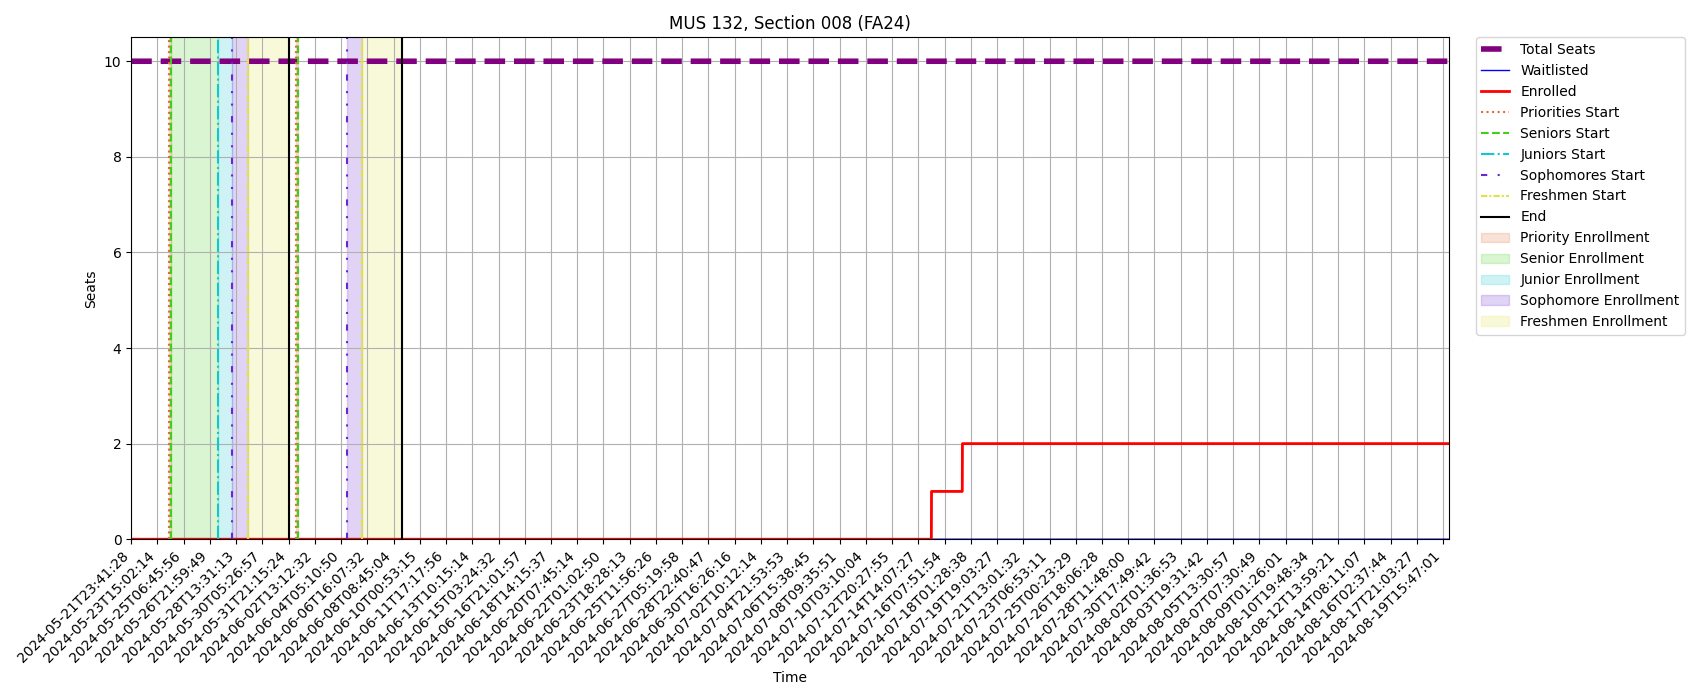 MUS 132, Section 008 (FA24)
Total Seats
Waitlisted
Enrolled
Priorities Start
Seniors Start
Juniors Start
Sophomores Start
Freshmen Start
End
Priority Enrollment
Senior Enrollment
Junior Enrollment
Sophomore Enrollment
Freshmen Enrollment
Seats
10
8
6
4
2
0
2024-05-21T23:41:28
2024-05-23T15:02:14
2024-05-25T06:45:56
2024-05-26T21:59:49
2024-05-28T13:31:13
2024-05-30T05:26:57
2024-05-31T21:15:24
2024-06-02T13:12:32
2024-06-04T05:10:50
2024-06-06T16:07:32
2024-06-08T08:45:04
2024-06-10T00:53:15
2024-06-11T17:17:56
2024-06-13T10:15:14
2024-06-15T03:24:32
2024-06-16T21:01:57
2024-06-18T14:15:37
2024-06-20T07:45:14
2024-06-22T01:02:50
2024-06-23T18:28:13
2024-06-25T11:56:26
2024-06-27T05:19:58
2024-06-28T22:40:47
2024-06-30T16:26:16
2024-07-02T10:12:14
2024-07-04T21:53:53
2024-07-06T15:38:45
2024-07-08T09:35:51
2024-07-10T03:10:04
2024-07-12T20:27:55
2024-07-14T14:07:27
2024-07-16T07:51:54
2024-07-18T01:28:38
2024-07-19T19:03:27
2024-07-21T13:01:32
2024-07-23T06:53:11
2024-07-25T00:23:29
2024-07-26T18:06:28
2024-07-28T11:48:00
2024-07-30T17:49:42
2024-08-02T01:36:53
2024-08-03T19:31:42
2024-08-05T13:30:57
2024-08-07T07:30:49
2024-08-09T01:26:01
2024-08-10T19:48:34
2024-08-12T13:59:21
2024-08-14T08:11:07
2024-08-16T02:37:44
2024-08-17T21:03:27
2024-08-19T15:47:01
Time